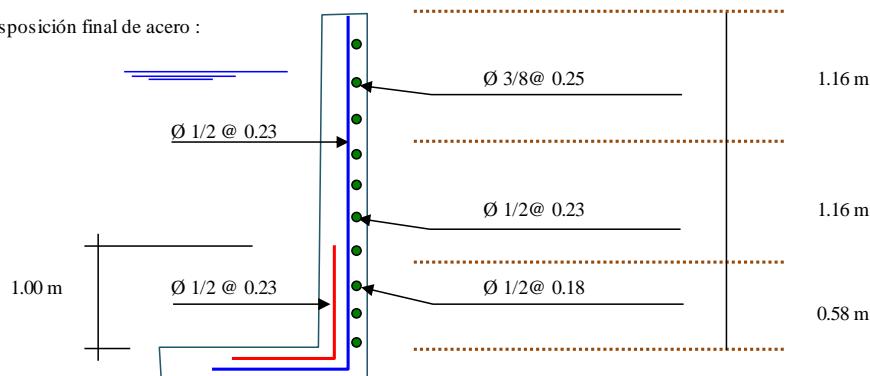 sposición final de acero :
Ø 3/8@ 0.25
1.16 m
Ø 1/2 @ 0.23
Ø 1/2@ 0.23
1.16 m
1.00 m
Ø 1/2 @ 0.23
Ø 1/2@ 0.18
0.58 m